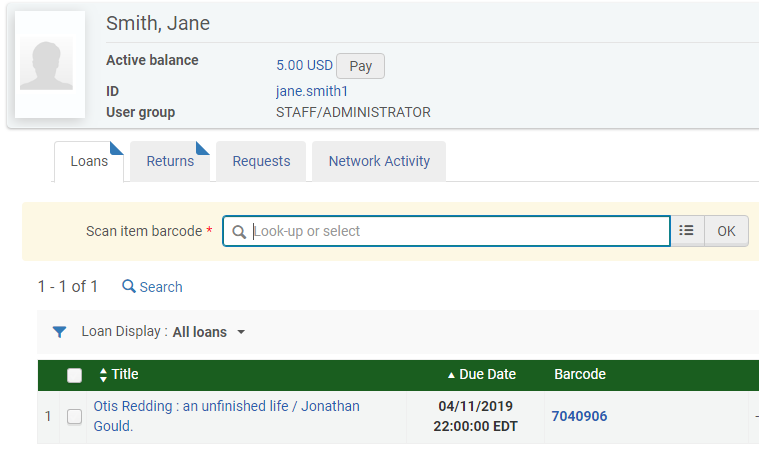 Smith, Jane
Active balance 5.00 USD Pay
ID jane.smith1
User group STAFF/ADMINISTRATOR
Loans Returns Requests Network Activity
Scan item barcode * Look-up or select OK
1 - 1 of 1 Search
Loan Display : All loans
Title Due Date Barcode
1 Otis Redding : an unfinished life / Jonathan 04/11/2019 7040906 -
Gould. 22:00:00 EDT